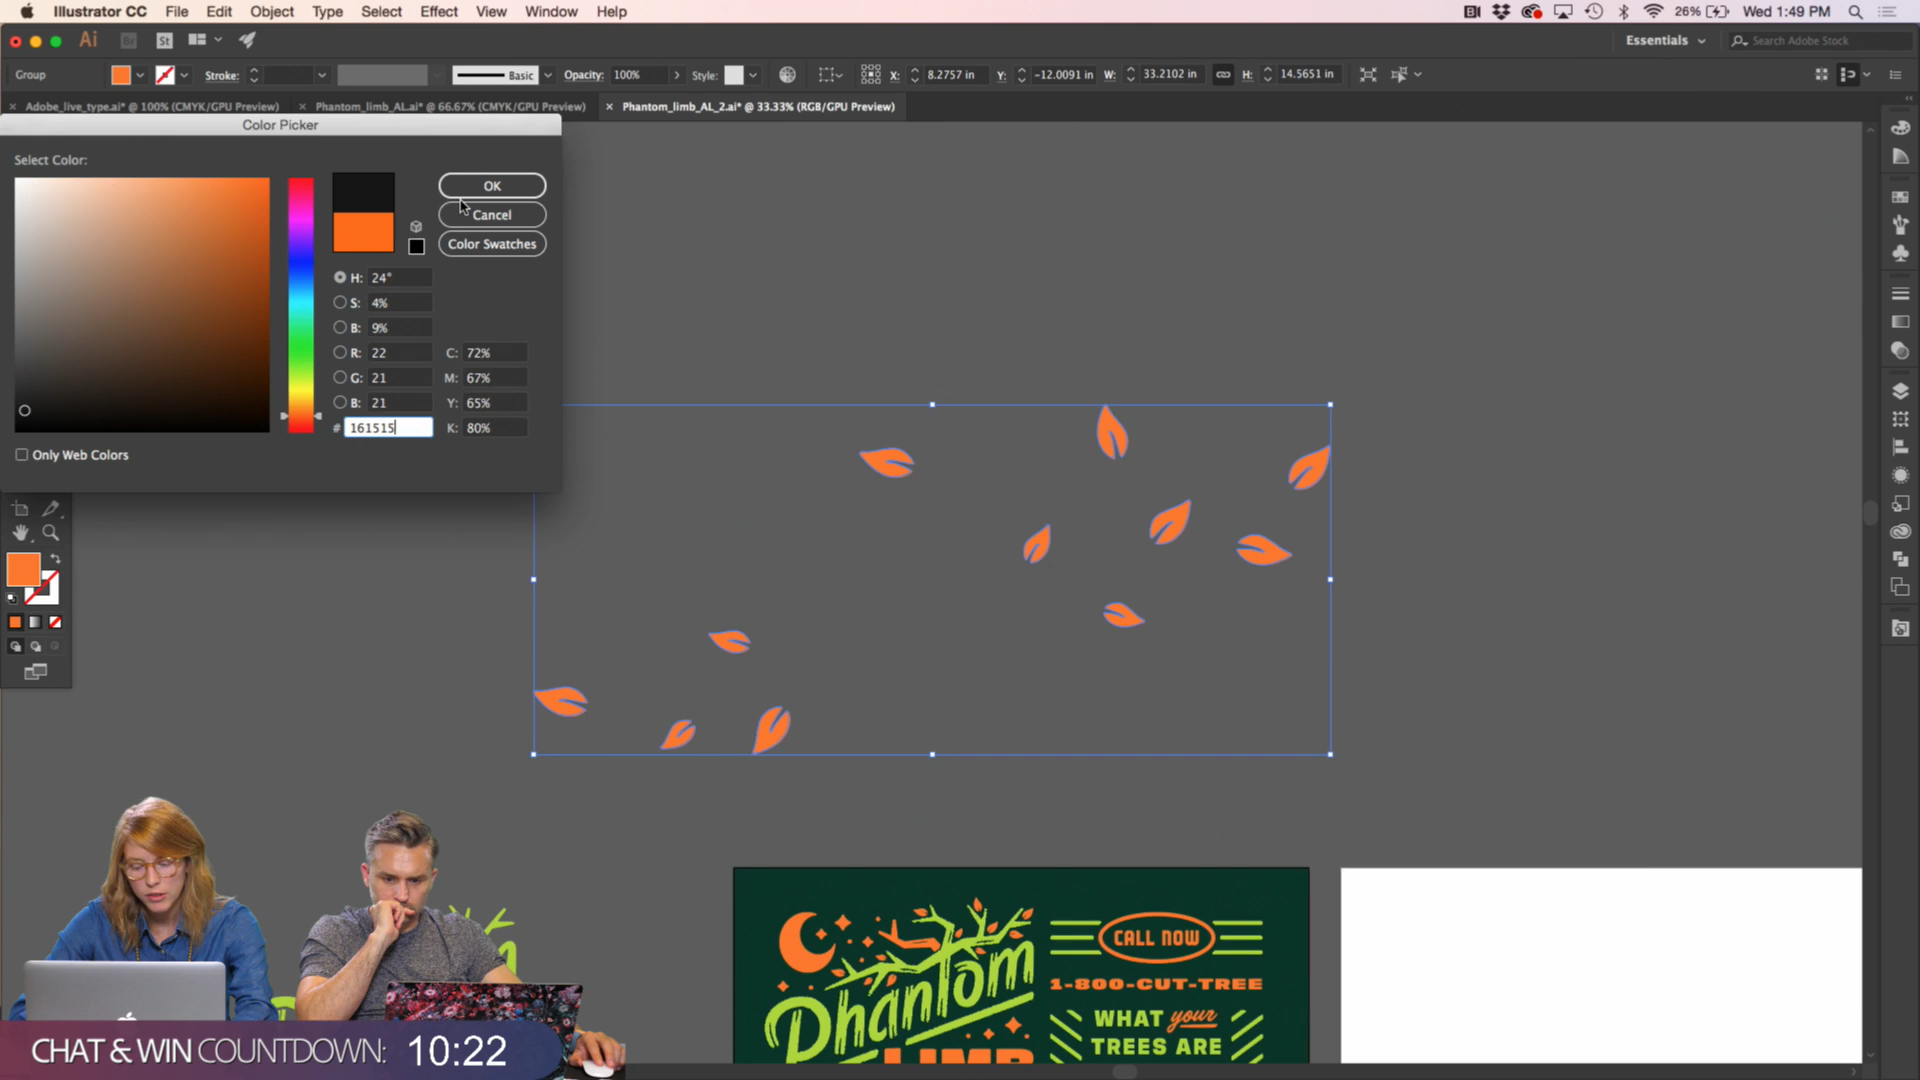 Illustrator CC File Edit Object Type Select Effect View Window Help
26% Wed 1:49 PM
Ai Br St Essentials Search Adobe Stock
Group Stroke: Basic Opacity: 100% Style: X: 8.2757 in Y: -12.0091 in W: 33.2102 in H: 14.5651 in
Adobe_live_type.ai* @ 100% (CMYK/GPU Preview) Phantom_limb_AL.ai* @ 66.67% (CMYK/GPU Preview) Phantom_limb_AL_2.ai* @ 33.33% (RGB/GPU Preview)
Color Picker
Select Color:
OK
Cancel
Color Swatches
H: 24°
S: 4%
B: 9%
R: 22 C: 72%
G: 21 M: 67%
B: 21 Y: 65%
# 161515 K: 80%
Only Web Colors
Phantom
LIMB
CALL NOW
1-800-CUT-TREE
WHAT your
TREES ARE
CHAT & WIN COUNTDOWN: 10:22